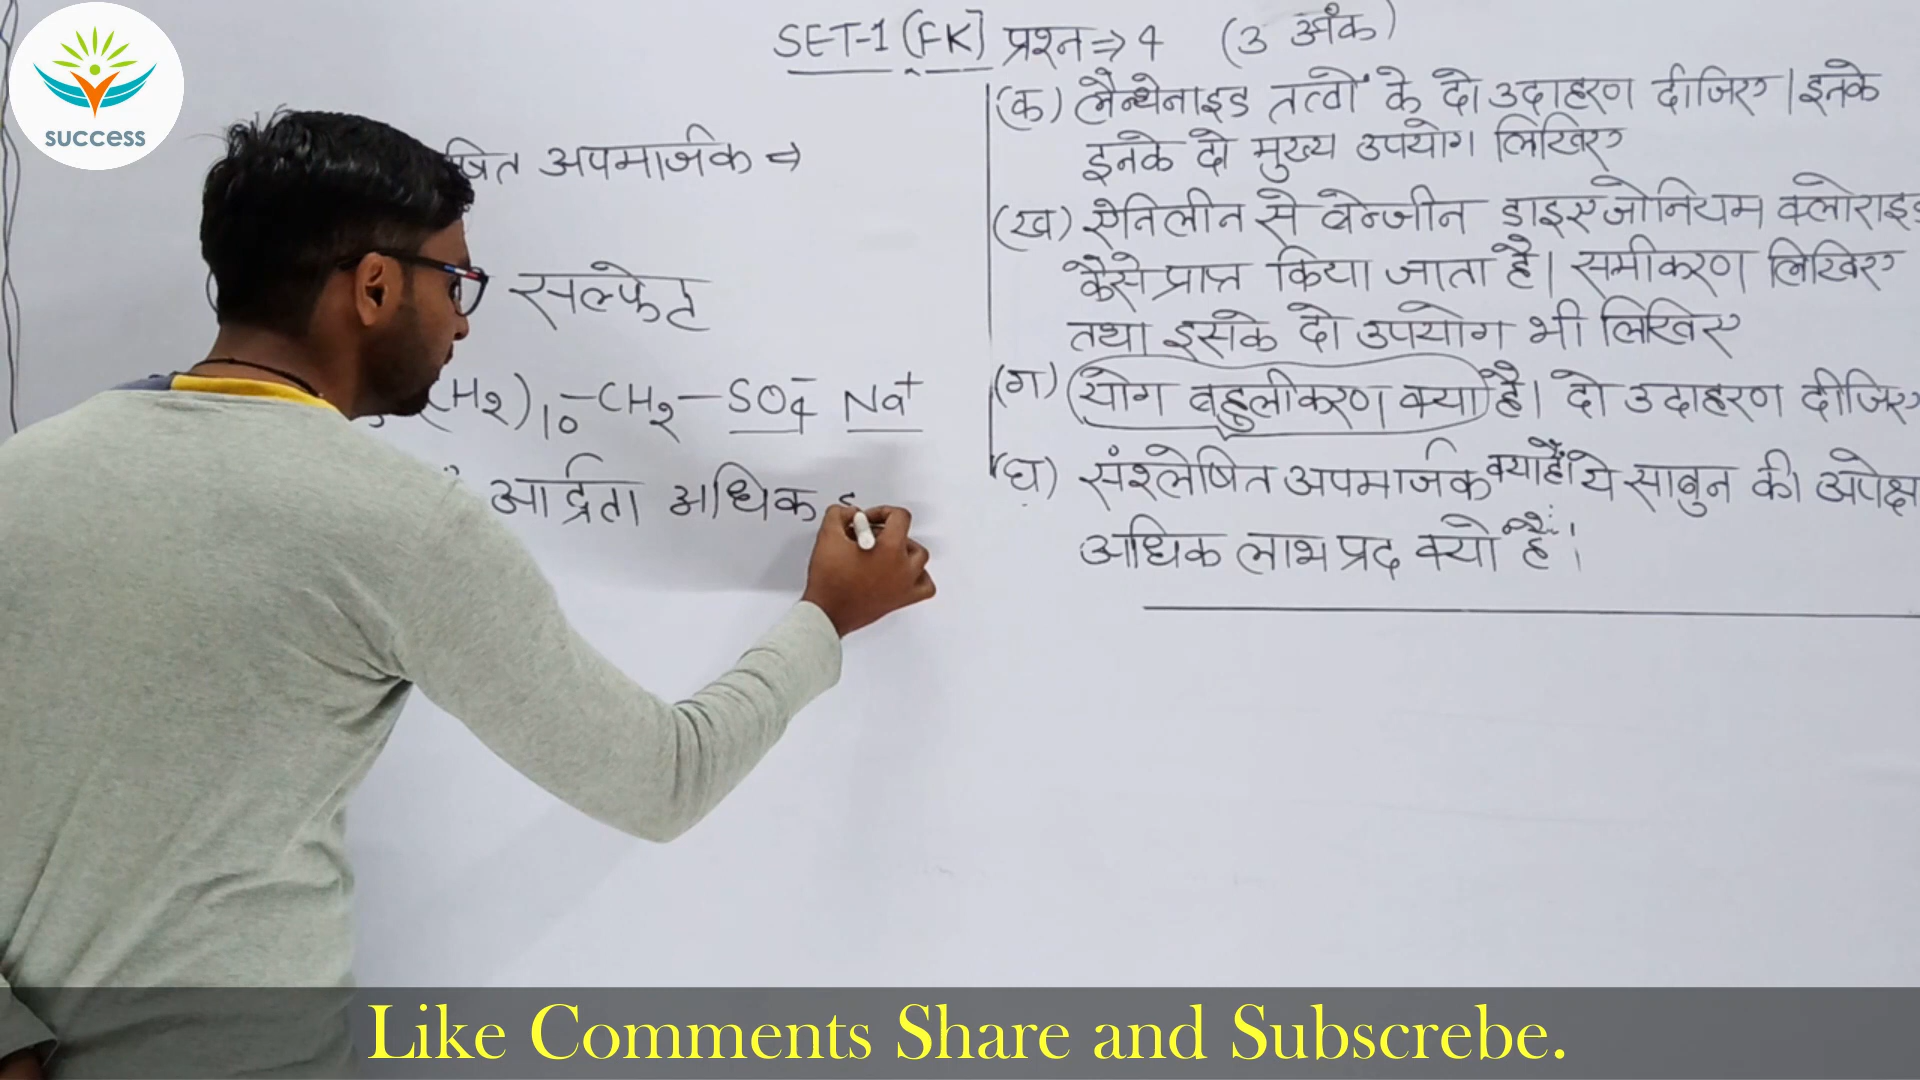 success
SET-1 (FK) प्रश्न ⇒ 4 (3 अंक)
षित अपमार्जक ⇒
सल्फेट
(H₂)₁₀-CH₂-SO₄⁻ Na⁺
आर्द्रता अधिक
(क) लैन्थेनाइड तत्वों के दो उदाहरण दीजिए। इनके
इनके दो मुख्य उपयोग लिखिए
(ख) ऐनिलीन से बेन्जीन डाइएजोनियम क्लोराइड
कैसे प्राप्त किया जाता है। समीकरण लिखिए
तथा इसके दो उपयोग भी लिखिए
(ग) योग बहुलीकरण क्या है। दो उदाहरण दीजिए
(घ) संश्लेषित अपमार्जक क्या हैं। ये साबुन की अपेक्ष
अधिक लाभप्रद क्यों हैं।
Like Comments Share and Subscrebe.